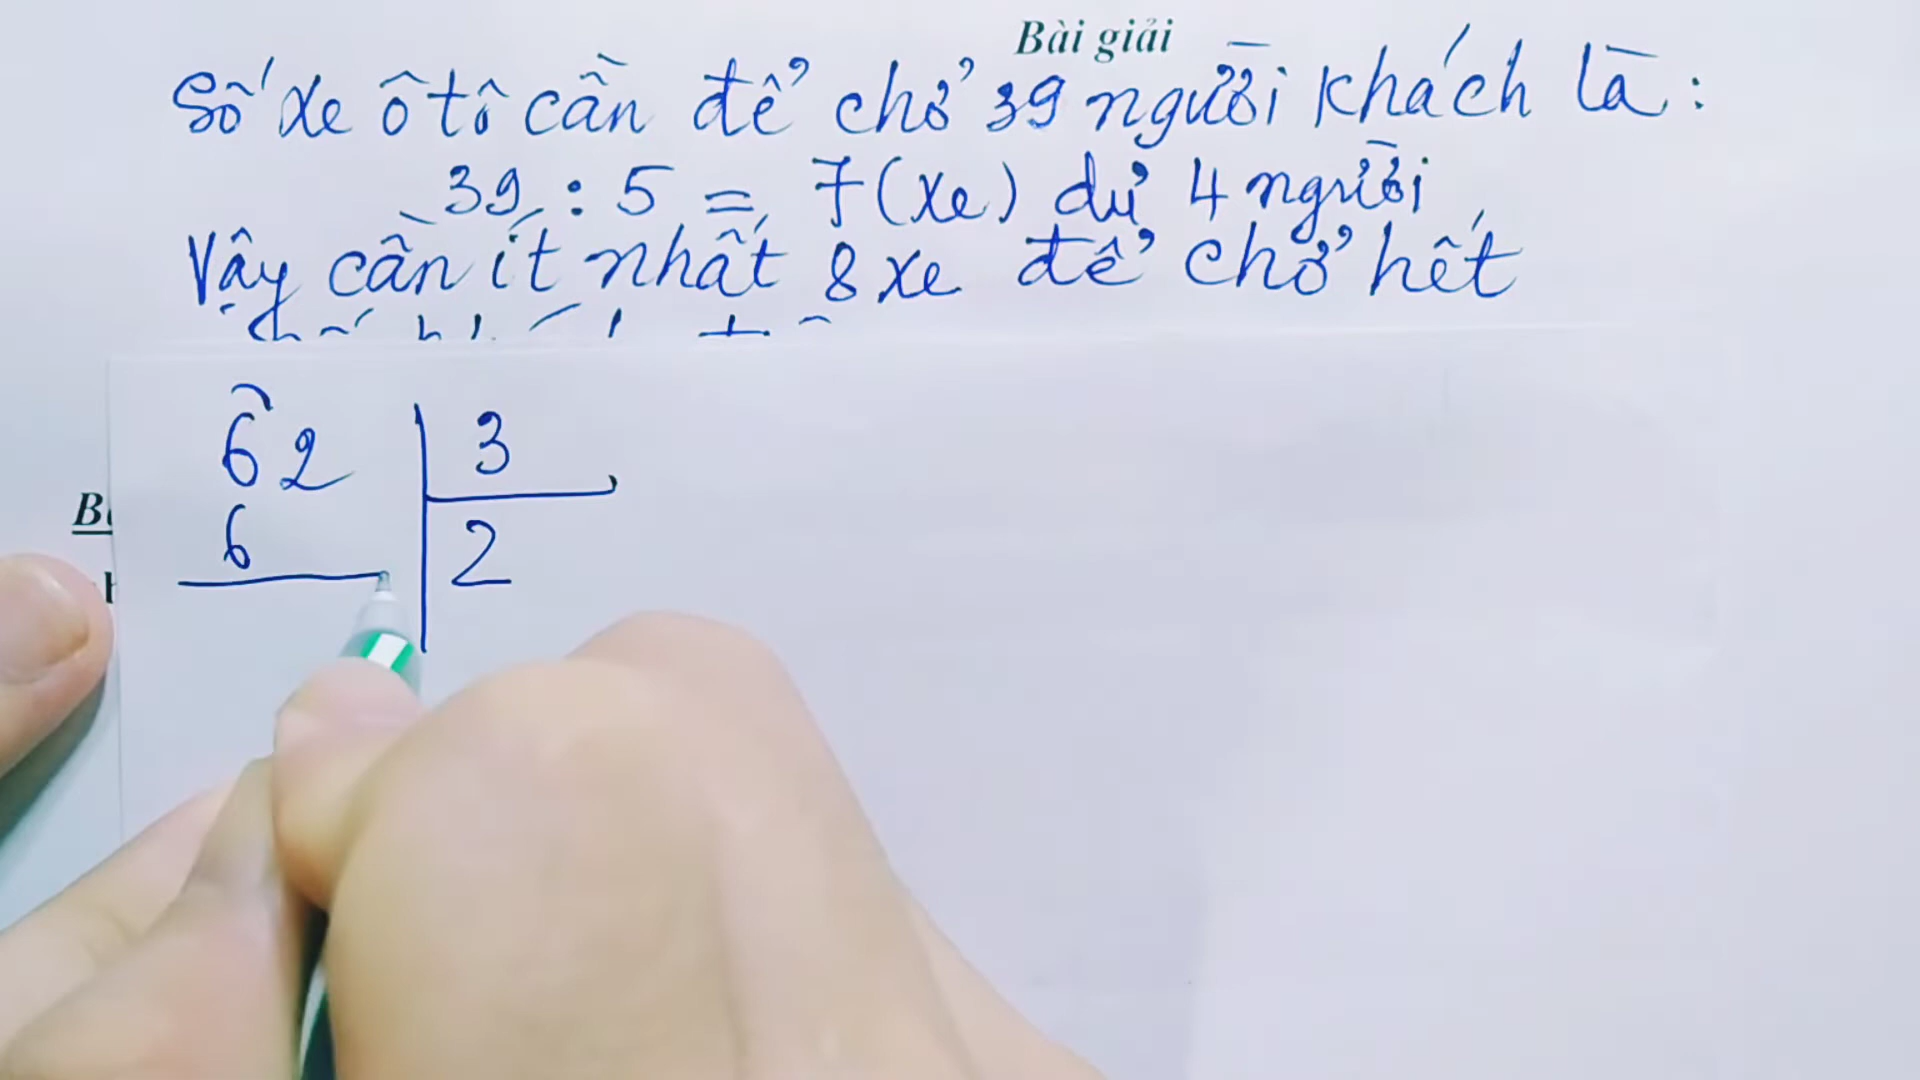 Bài giải
Số xe ô tô cần để chở 39 người khách là :
39 : 5 = 7 (xe) dư 4 người
Vậy cần ít nhất 8 xe để chở hết
62 3
6 2